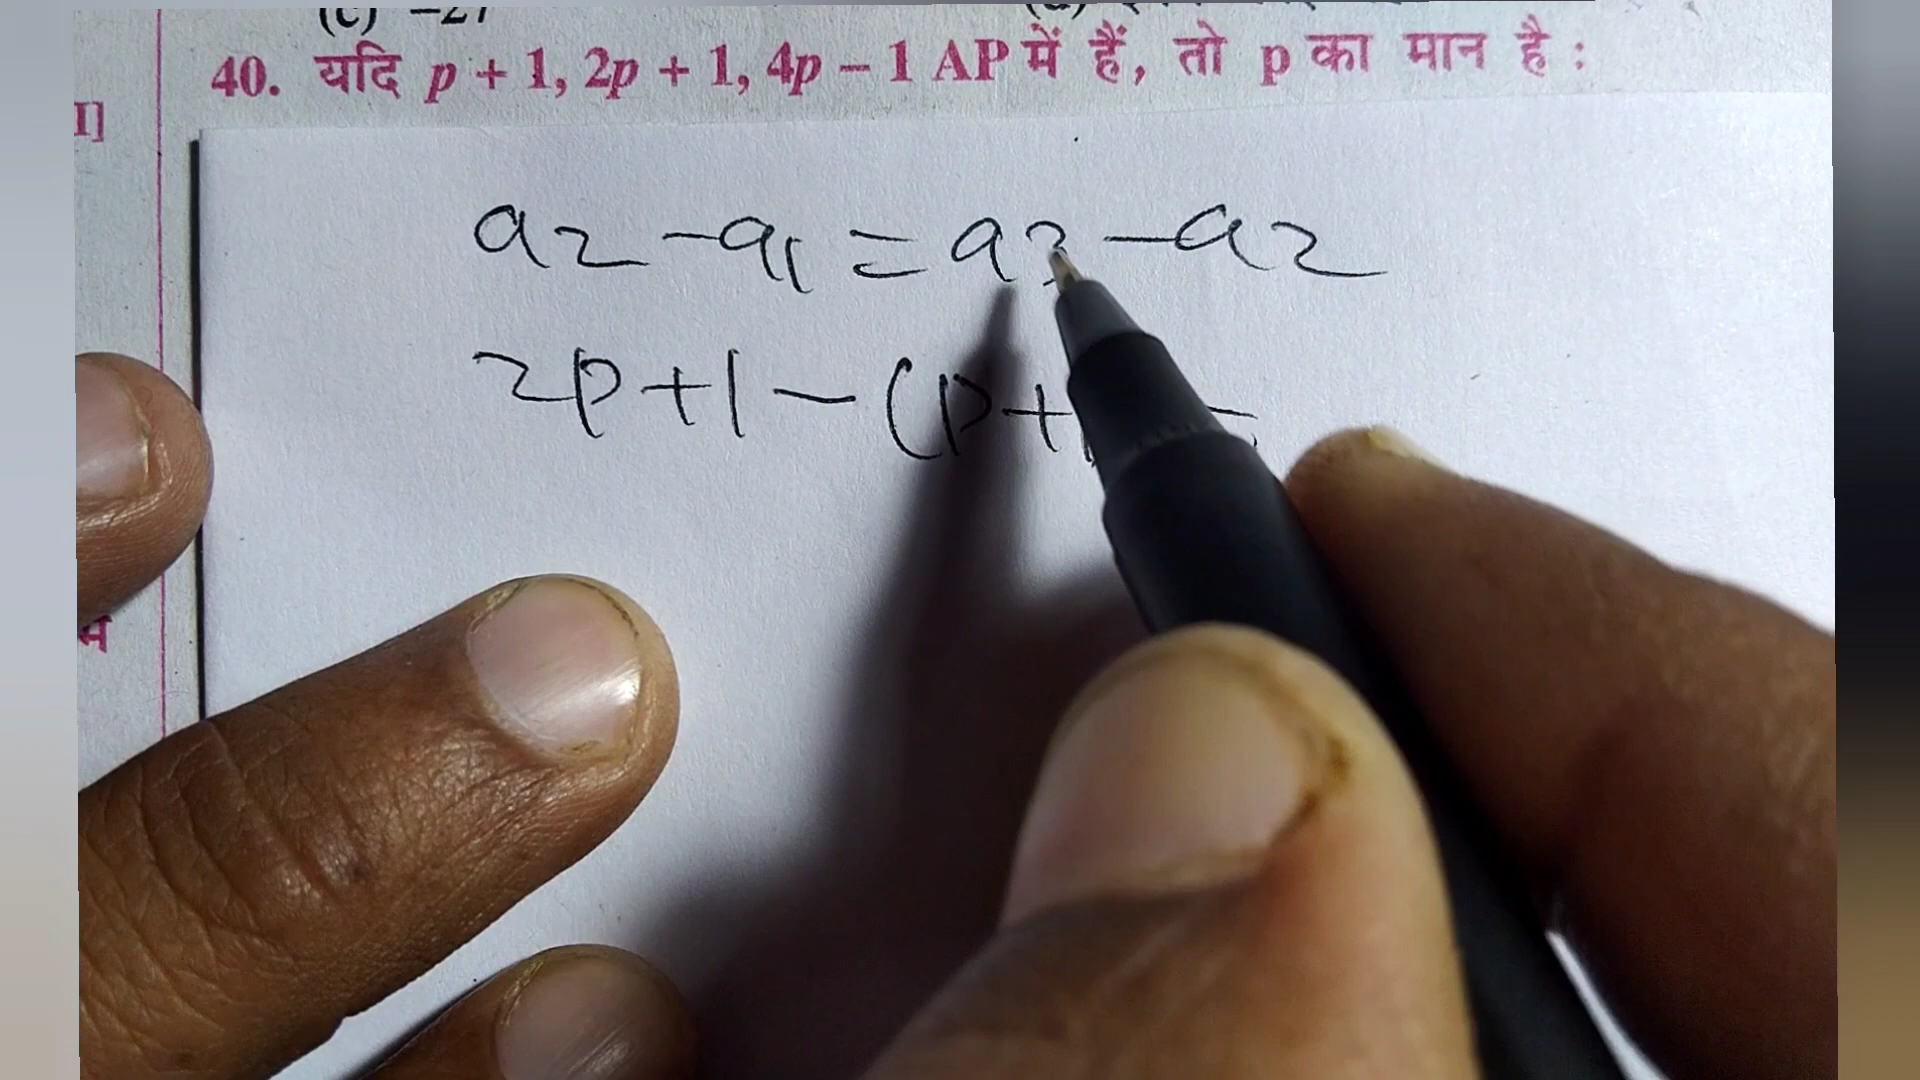 40. यदि p + 1, 2p + 1, 4p – 1 AP में हैं, तो p का मान है :
I]
a2 - a1 = a3 - a2
2p + 1 - (p +
में